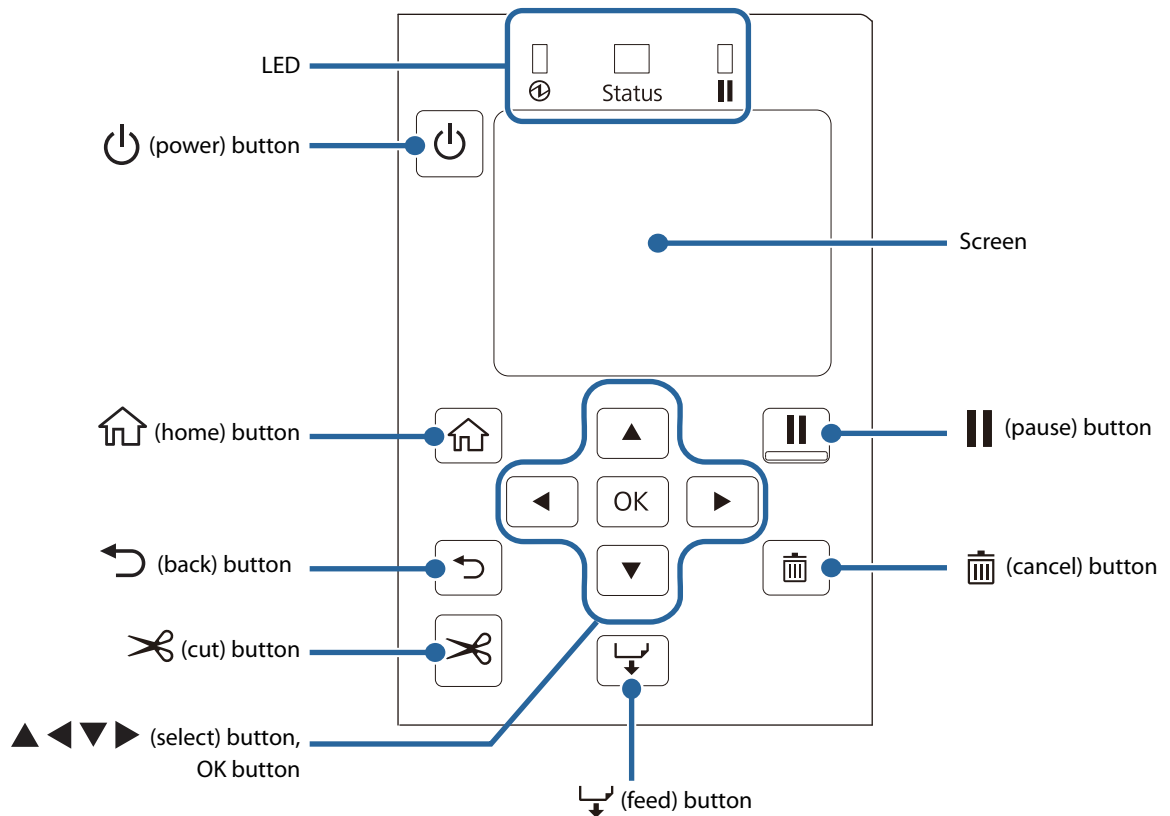 LED
Status
(power) button
Screen
(home) button
(pause) button
OK
(back) button
(cancel) button
(cut) button
▲ ◀ ▼ ▶ (select) button,
OK button
(feed) button